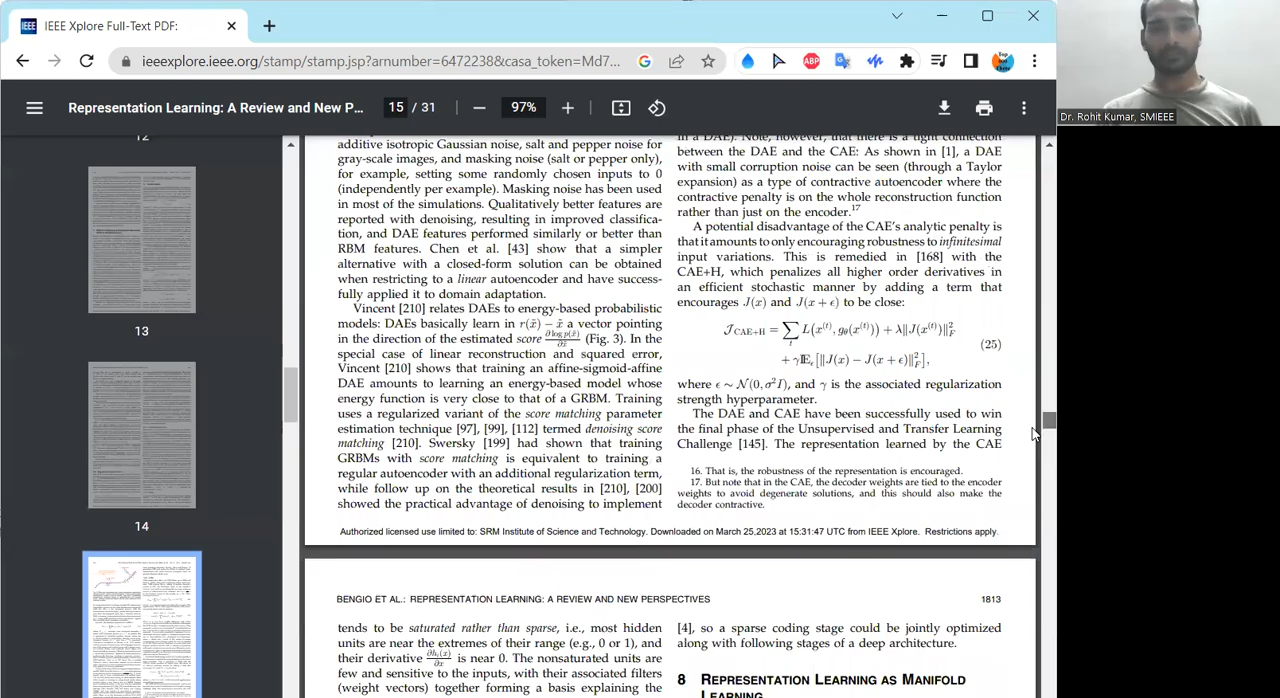 IEEE Xplore Full-Text PDF:
ieeexplore.ieee.org/stamp/stamp.jsp?arnumber=6472238&casa_token=Md7...
Representation Learning: A Review and New P...
15 / 31
97%
Dr. Rohit Kumar, SMIEEE
12
13
14
additive isotropic Gaussian noise, salt and pepper noise for
gray-scale images, and masking noise (salt or pepper only),
for example, setting some randomly chosen inputs to 0
(independently per example). Masking noise has been used
in most of the simulations. Qualitatively better features are
reported with denoising, resulting in improved classifica-
tion, and DAE features performed similarly or better than
RBM features. Chen et al. [43] show that a simpler
alternative with a closed-form solution can be obtained
when restricting to a linear autoencoder and have success-
fully applied it to domain adaptation.
Vincent [210] relates DAEs to energy-based probabilistic
models: DAEs basically learn in r(x̃) − x̃ a vector pointing
in the direction of the estimated score ∂ log p(x̃)/∂x̃ (Fig. 3). In the
special case of linear reconstruction and squared error,
Vincent [210] shows that training an affine-sigmoid-affine
DAE amounts to learning an energy-based model whose
energy function is very close to that of a GRBM. Training
uses a regularized variant of the score matching parameter
estimation technique [97], [99], [112] termed denoising score
matching [210]. Swersky [199] had shown that training
GRBMs with score matching is equivalent to training a
regular autoencoder with an additional regularization term,
while follow up on the theoretical results in [210], [200]
showed the practical advantage of denoising to implement
in a DAE). Note, however, that there is a tight connection
between the DAE and the CAE: As shown in [1], a DAE
with small corruption noise can be seen (through a Taylor
expansion) as a type of contractive autoencoder where the
contractive penalty is on the whole reconstruction function
rather than just on the encoder.17
A potential disadvantage of the CAE's analytic penalty is
that it amounts to only encouraging robustness to infinitesimal
input variations. This is remedied in [168] with the
CAE+H, which penalizes all higher order derivatives in
an efficient stochastic manner by adding a term that
encourages J(x) and J(x + ϵ) to be close:
𝒥CAE+H = ∑t L(x(t), gθ(x(t))) + λ‖J(x(t))‖²F
+ γ𝔼ϵ[‖J(x) − J(x + ϵ)‖²F],
(25)
where ϵ ∼ 𝒩(0, σ²I), and γ is the associated regularization
strength hyperparameter.
The DAE and CAE have been successfully used to win
the final phase of the Unsupervised and Transfer Learning
Challenge [145]. The representation learned by the CAE
16. That is, the robustness of the representation is encouraged.
17. But note that in the CAE, the decoder weights are tied to the encoder
weights to avoid degenerate solutions, and this should also make the
decoder contractive.
Authorized licensed use limited to: SRM Institute of Science and Technology. Downloaded on March 25,2023 at 15:31:47 UTC from IEEE Xplore. Restrictions apply.
BENGIO ET AL.: REPRESENTATION LEARNING: A REVIEW AND NEW PERSPECTIVES
1813
tends to be saturated rather than sparse, i.e., most hidden
units are near the extremes of their range (e.g., 0 or 1), and
their derivative is near 0. The nonsaturated units are
few and sensitive to the inputs, with their associated filters
(weight vectors) together forming a basis explaining the
[4], so a sparse coding stage could be jointly optimized
along with following stages of a deep architecture.
8 REPRESENTATION LEARNING AS MANIFOLD
LEARNING